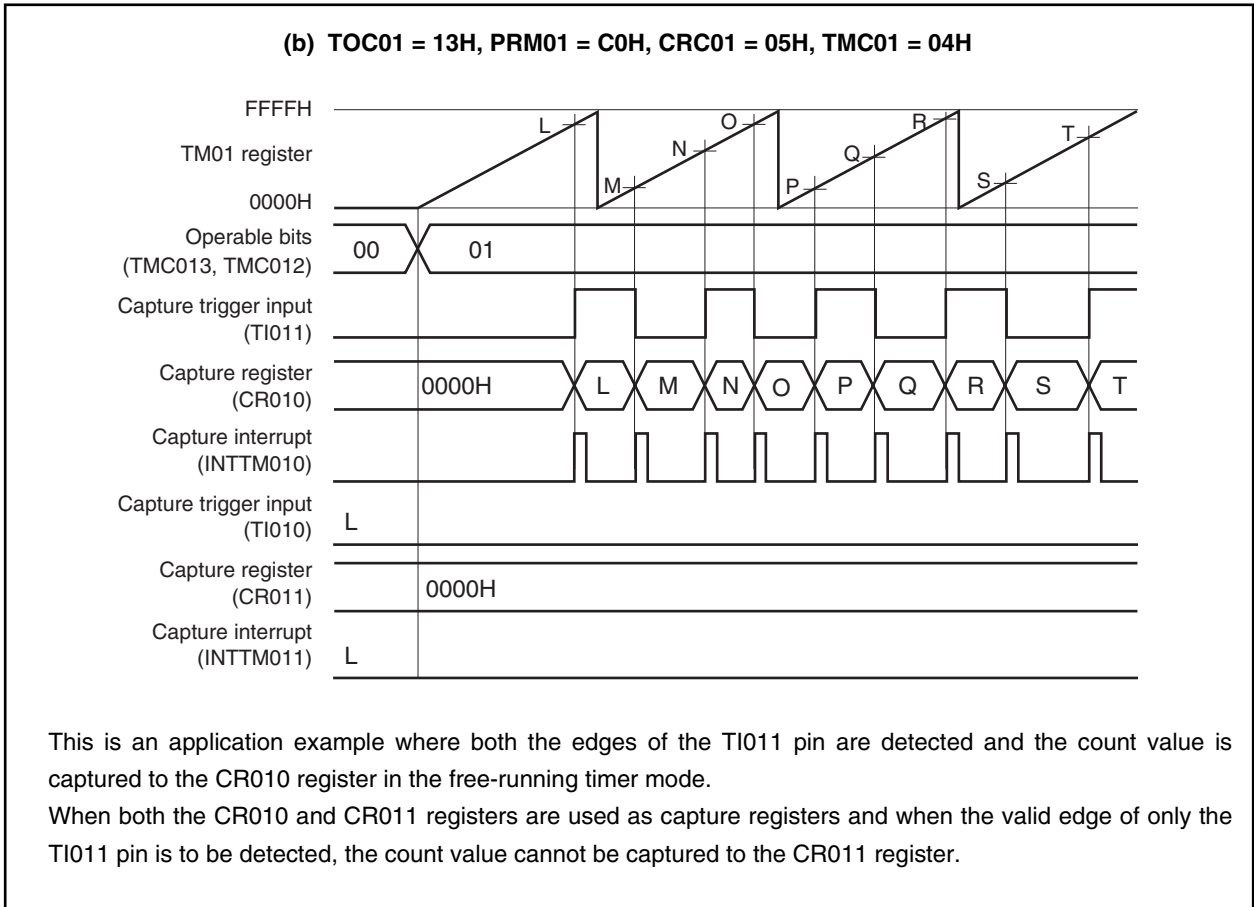 (b) TOC01 = 13H, PRM01 = C0H, CRC01 = 05H, TMC01 = 04H
FFFFH
TM01 register
0000H
L
M
N
O
P
Q
R
S
T
Operable bits
(TMC013, TMC012)
00
01
Capture trigger input
(TI011)
Capture register
(CR010)
0000H
L
M
N
O
P
Q
R
S
T
Capture interrupt
(INTTM010)
Capture trigger input
(TI010)
L
Capture register
(CR011)
0000H
Capture interrupt
(INTTM011)
L
This is an application example where both the edges of the TI011 pin are detected and the count value is
captured to the CR010 register in the free-running timer mode.
When both the CR010 and CR011 registers are used as capture registers and when the valid edge of only the
TI011 pin is to be detected, the count value cannot be captured to the CR011 register.